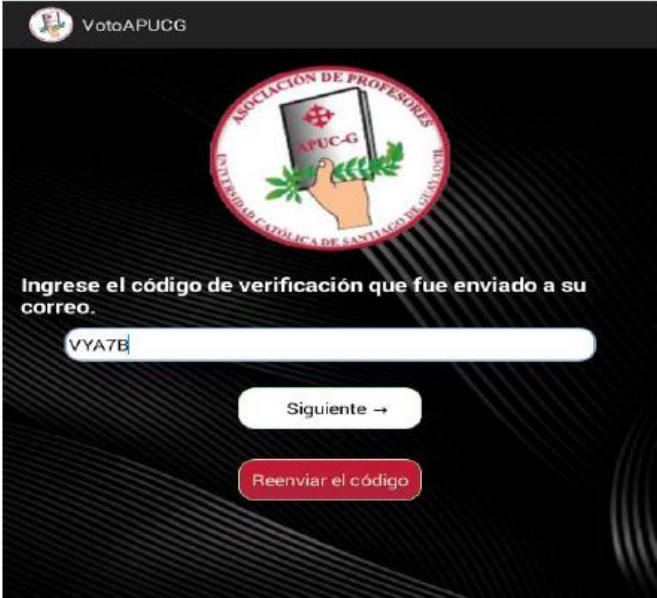 VotoAPUCG
ASOCIACIÓN DE PROFESORES
APUC-G
UNIVERSIDAD CATÓLICA DE SANTIAGO DE GUAYAQUIL
Ingrese el código de verificación que fue enviado a su
correo.
VYA7B
Siguiente →
Reenviar el código